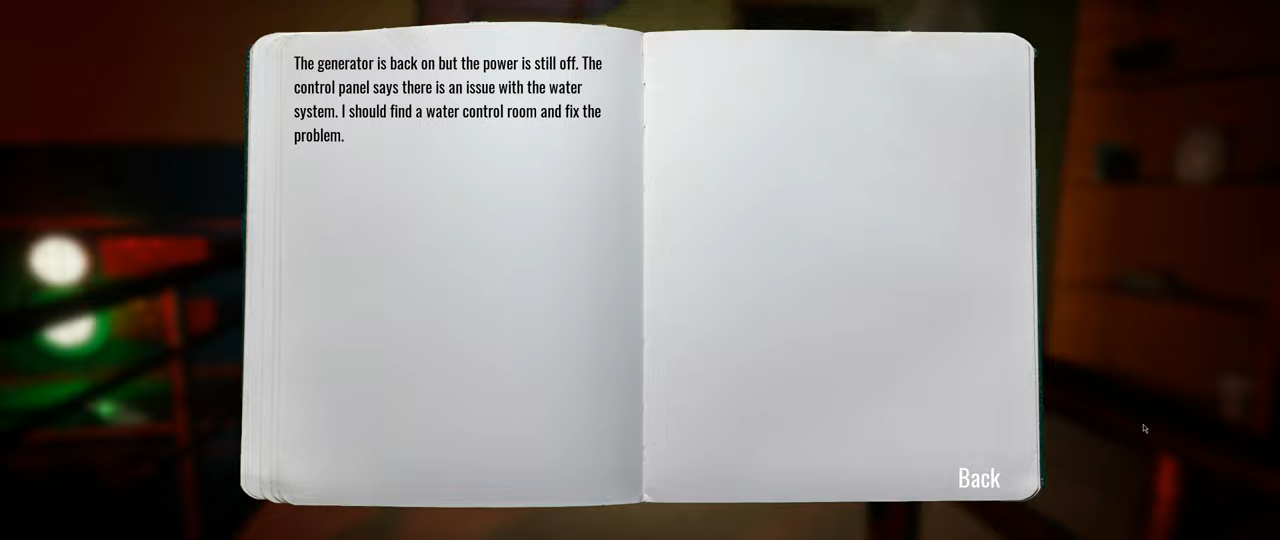 The generator is back on but the power is still off. The
control panel says there is an issue with the water
system. I should find a water control room and fix the
problem.
Back